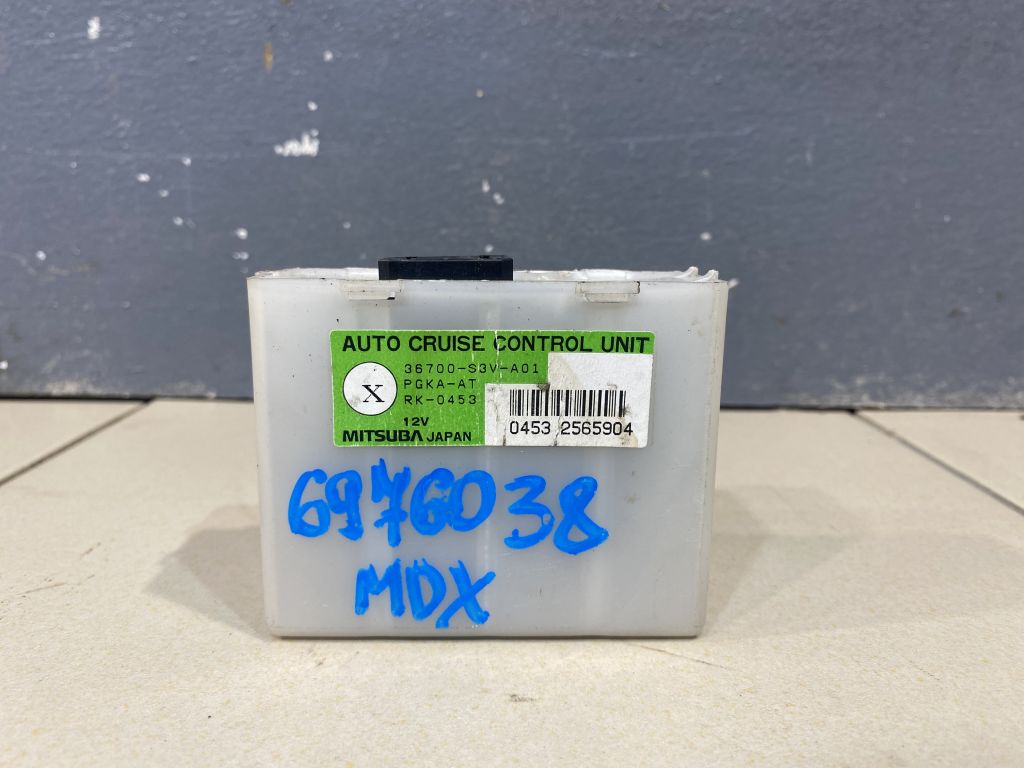 AUTO CRUISE CONTROL UNIT
X
36700-S3V-A01
PGKA-AT
RK-0453
12V
MITSUBA JAPAN
0453 2565904
6976038
MDX